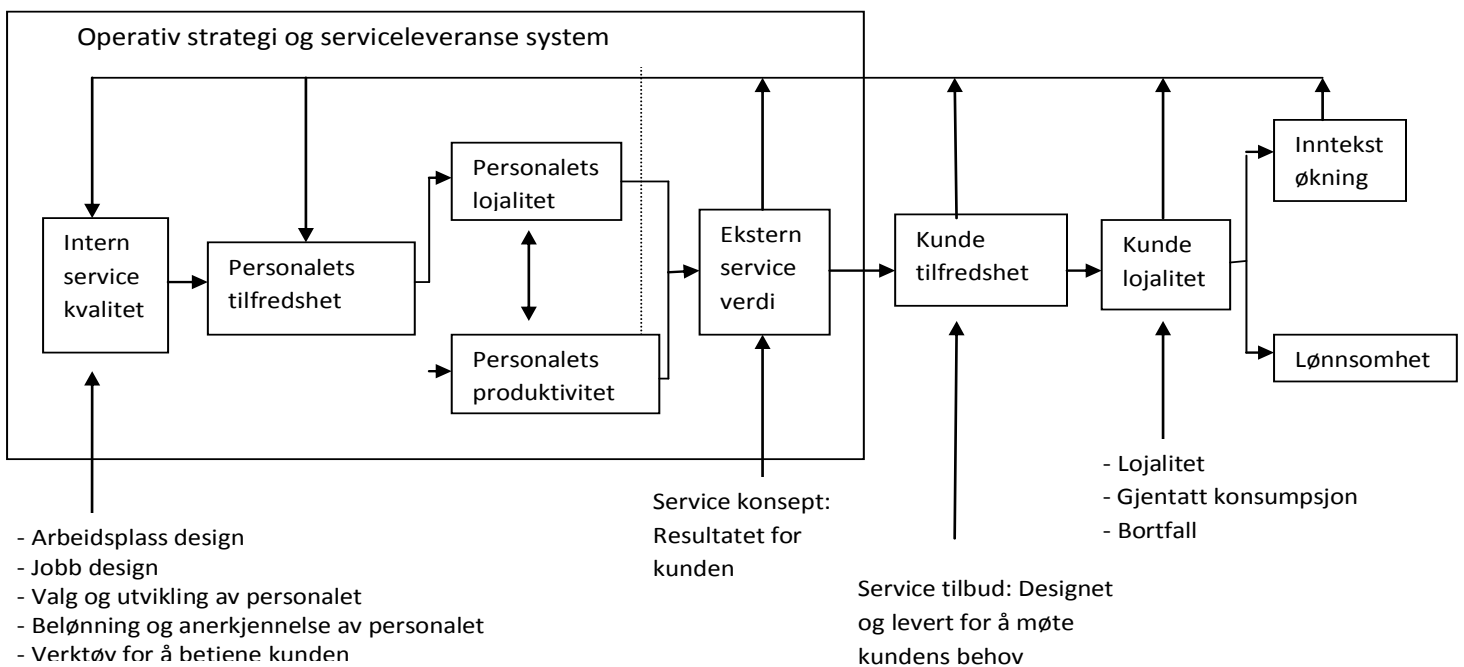 Operativ strategi og serviceleveranse system
Intern
service
kvalitet
Personalets
tilfredshet
Personalets
lojalitet
Personalets
produktivitet
Ekstern
service
verdi
Kunde
tilfredshet
Kunde
lojalitet
Inntekst
økning
Lønnsomhet
- Arbeidsplass design
- Jobb design
- Valg og utvikling av personalet
- Belønning og anerkjennelse av personalet
- Verktøy for å betjene kunden
Service konsept:
Resultatet for
kunden
Service tilbud: Designet
og levert for å møte
kundens behov
- Lojalitet
- Gjentatt konsumpsjon
- Bortfall